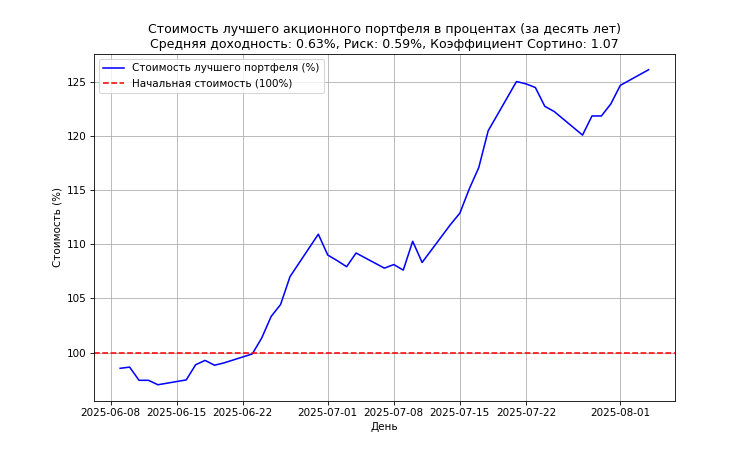 Стоимость лучшего акционного портфеля в процентах (за десять лет)
Средняя доходность: 0.63%, Риск: 0.59%, Коэффициент Сортино: 1.07
Стоимость лучшего портфеля (%)
Начальная стоимость (100%)
Стоимость (%)
125
120
115
110
105
100
2025-06-08
2025-06-15
2025-06-22
2025-07-01
2025-07-08
2025-07-15
2025-07-22
2025-08-01
День